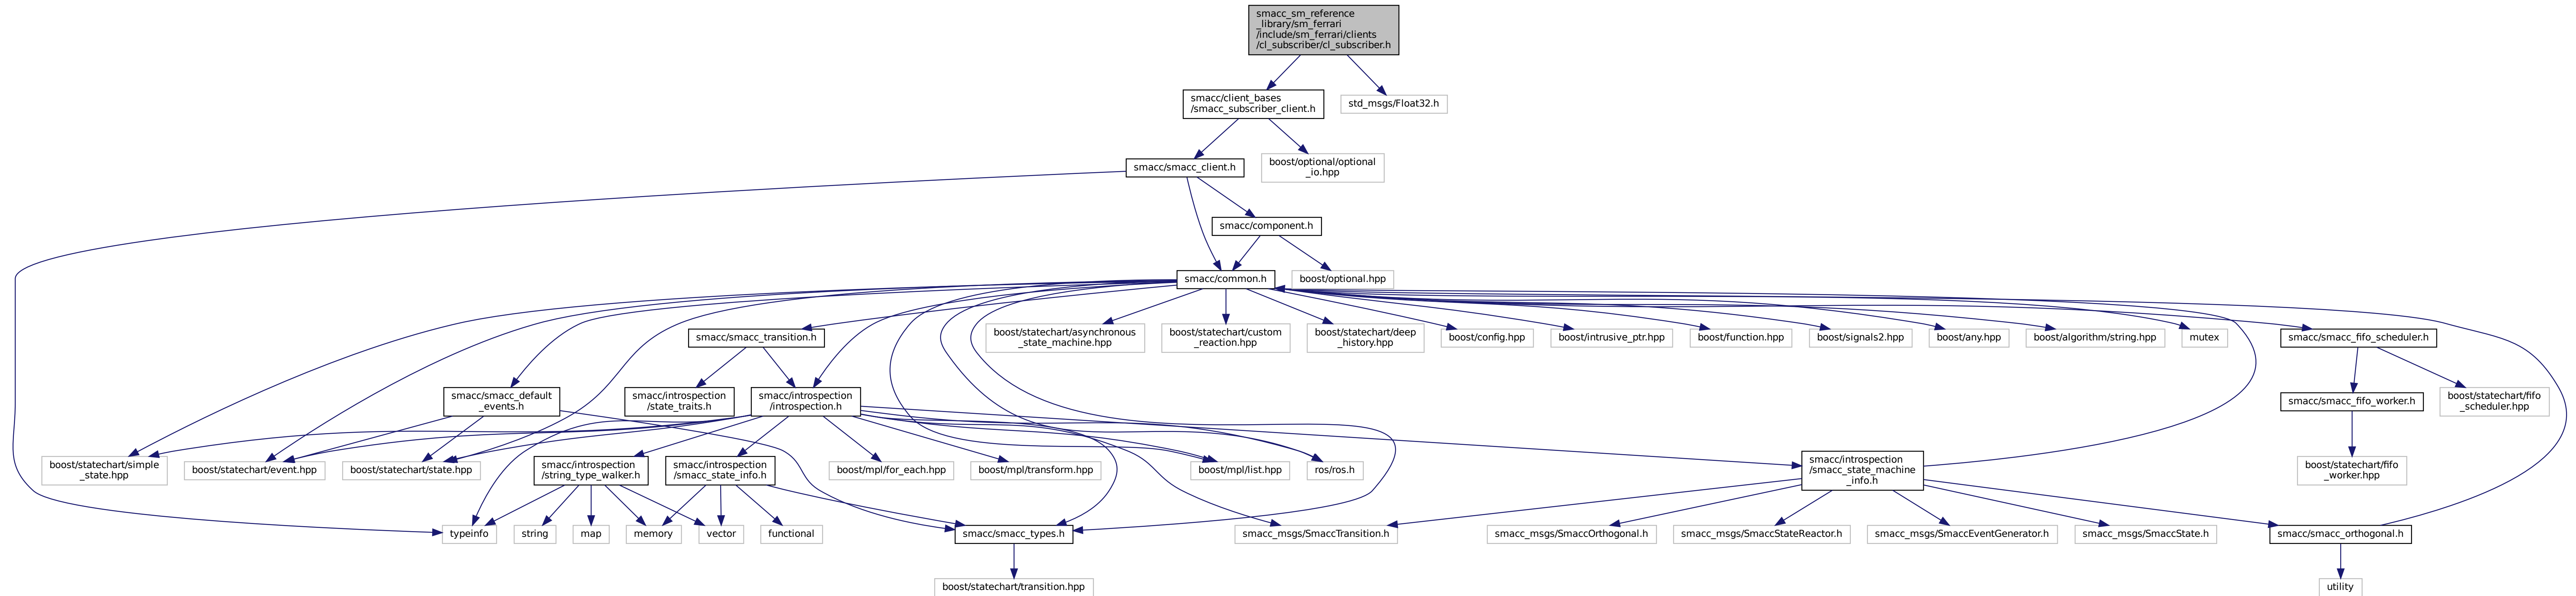 smacc_sm_reference
_library/sm_ferrari
/include/sm_ferrari/clients
/cl_subscriber/cl_subscriber.h
smacc/client_bases
/smacc_subscriber_client.h
std_msgs/Float32.h
smacc/smacc_client.h
boost/optional/optional
_io.hpp
smacc/component.h
smacc/common.h
boost/optional.hpp
smacc/smacc_transition.h
boost/statechart/asynchronous
_state_machine.hpp
boost/statechart/custom
_reaction.hpp
boost/statechart/deep
_history.hpp
boost/config.hpp
boost/intrusive_ptr.hpp
boost/function.hpp
boost/signals2.hpp
boost/any.hpp
boost/algorithm/string.hpp
mutex
smacc/smacc_fifo_scheduler.h
smacc/smacc_default
_events.h
smacc/introspection
/state_traits.h
smacc/introspection
/introspection.h
smacc/smacc_fifo_worker.h
boost/statechart/fifo
_scheduler.hpp
boost/statechart/simple
_state.hpp
boost/statechart/event.hpp
boost/statechart/state.hpp
smacc/introspection
/string_type_walker.h
smacc/introspection
/smacc_state_info.h
boost/mpl/for_each.hpp
boost/mpl/transform.hpp
boost/mpl/list.hpp
ros/ros.h
smacc/introspection
/smacc_state_machine
_info.h
boost/statechart/fifo
_worker.hpp
typeinfo
string
map
memory
vector
functional
smacc/smacc_types.h
smacc_msgs/SmaccTransition.h
smacc_msgs/SmaccOrthogonal.h
smacc_msgs/SmaccStateReactor.h
smacc_msgs/SmaccEventGenerator.h
smacc_msgs/SmaccState.h
smacc/smacc_orthogonal.h
boost/statechart/transition.hpp
utility